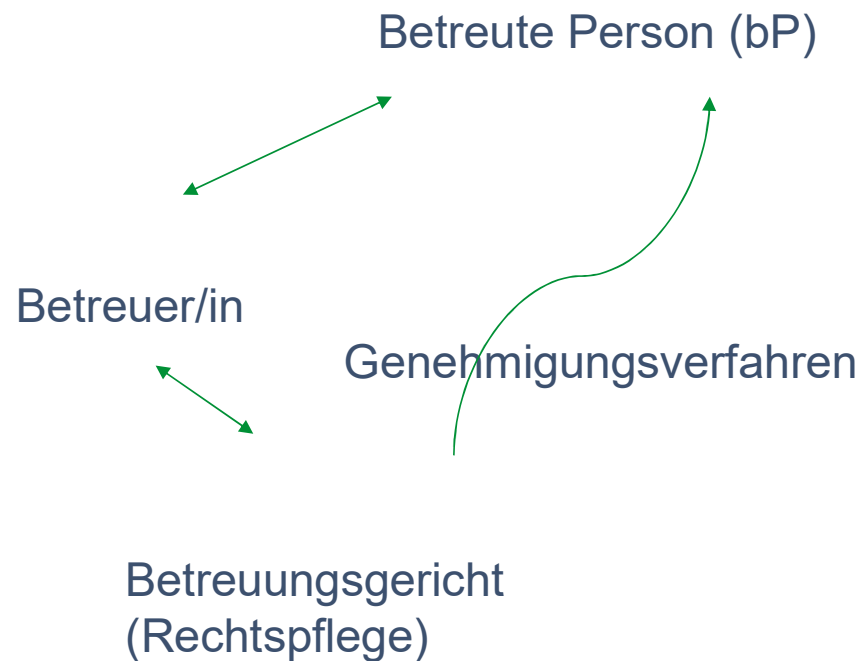 Betreute Person (bP)
Betreuer/in
Genehmigungsverfahren
Betreuungsgericht
(Rechtspflege)